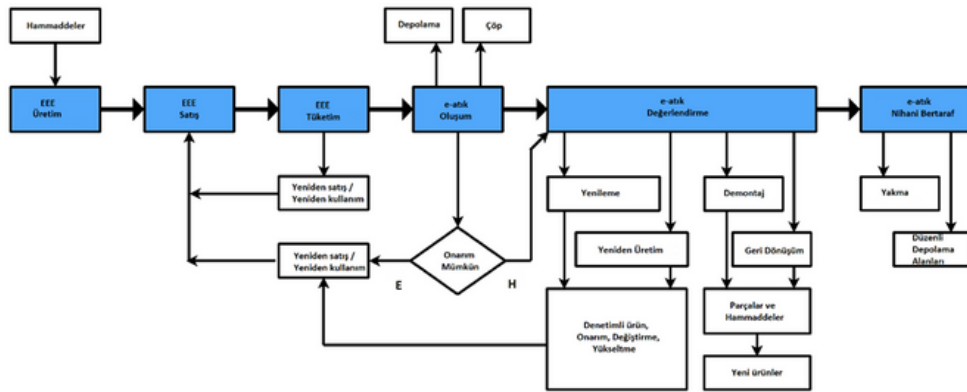 Hammaddeler
Depolama
Çöp
EEE
Üretim
EEE
Satış
EEE
Tüketim
e-atık
Oluşum
e-atık
Değerlendirme
e-atık
Nihani Bertaraf
Yeniden satış /
Yeniden kullanım
Yenileme
Demontaj
Yakma
Yeniden satış /
Yeniden kullanım
Onarım
Mümkün
E
H
Yeniden Üretim
Geri Dönüşüm
Düzenli
Depolama
Alanları
Denetimli ürün,
Onarım, Değiştirme,
Yükseltme
Parçalar ve
Hammaddeler
Yeni ürünler